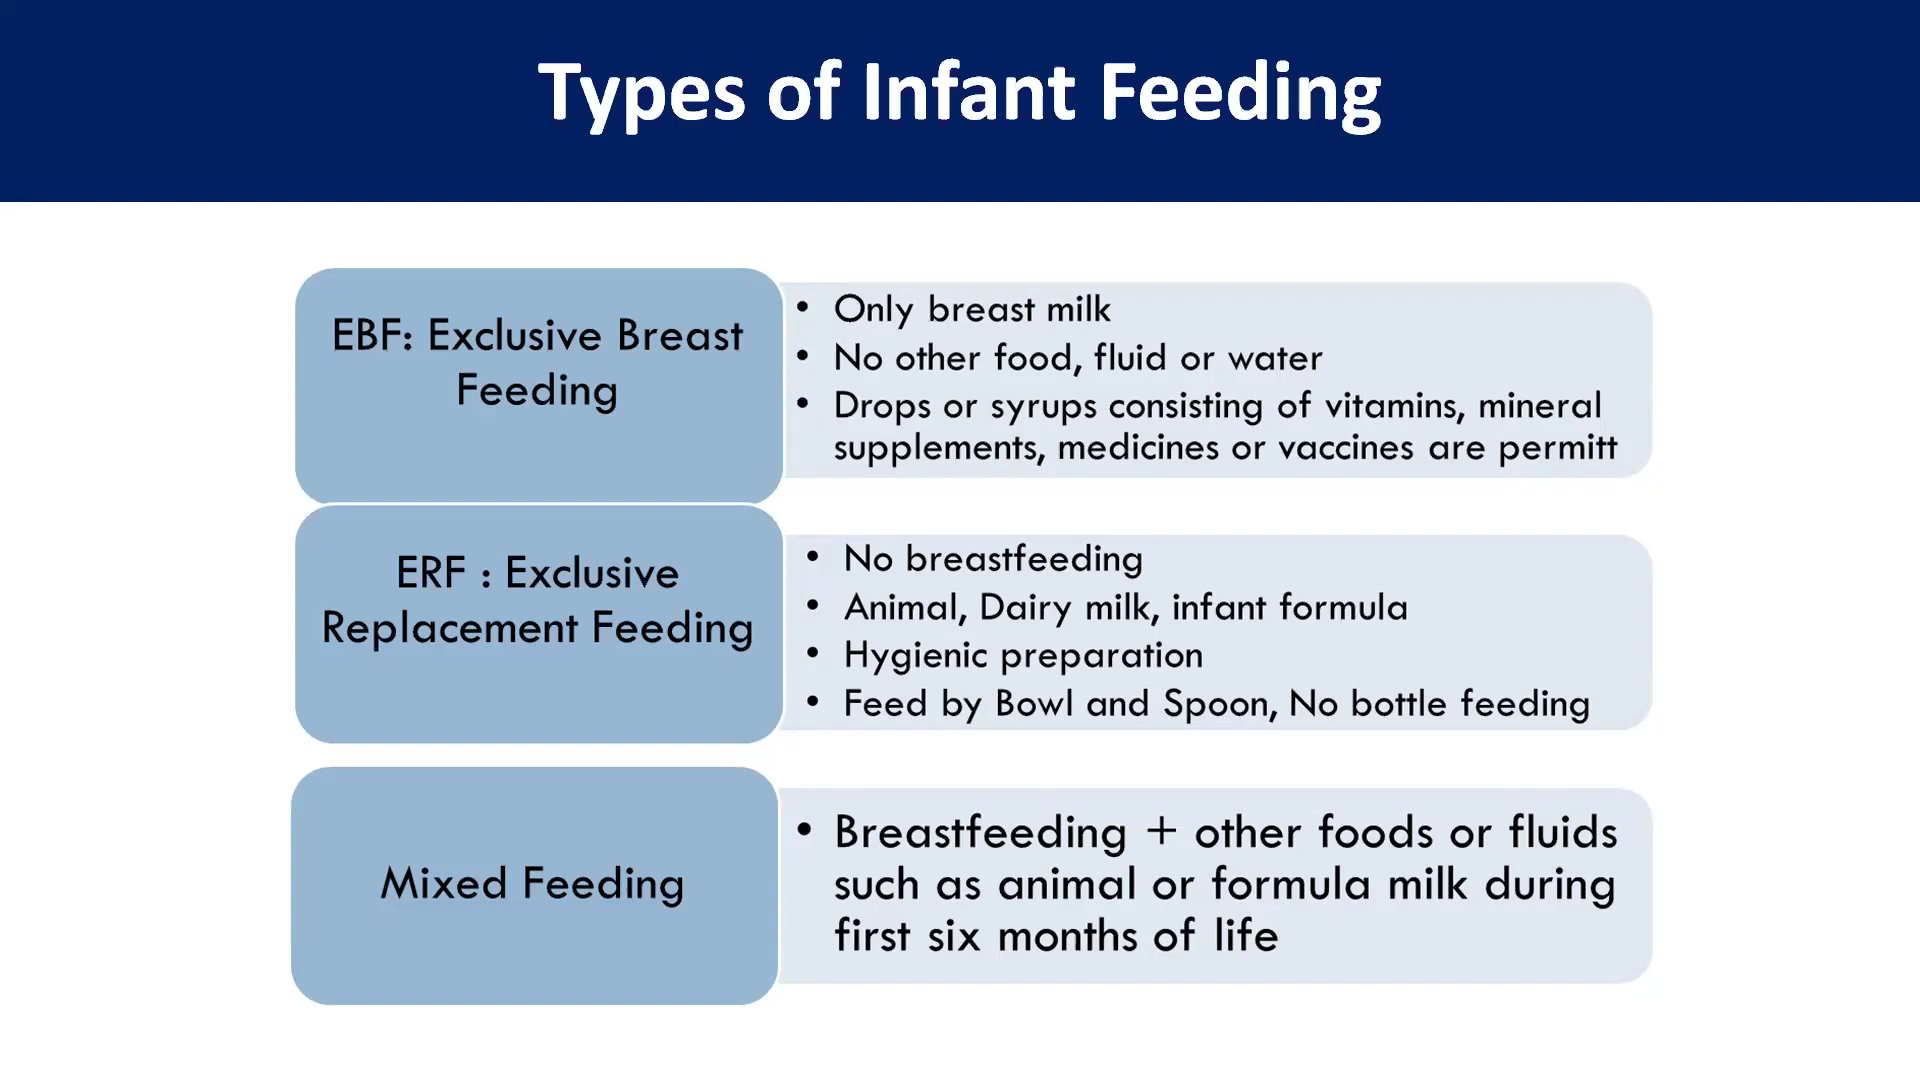 Types of Infant Feeding
EBF: Exclusive Breast
Feeding
• Only breast milk
• No other food, fluid or water
• Drops or syrups consisting of vitamins, mineral
supplements, medicines or vaccines are permitt
ERF : Exclusive
Replacement Feeding
• No breastfeeding
• Animal, Dairy milk, infant formula
• Hygienic preparation
• Feed by Bowl and Spoon, No bottle feeding
Mixed Feeding
• Breastfeeding + other foods or fluids
such as animal or formula milk during
first six months of life